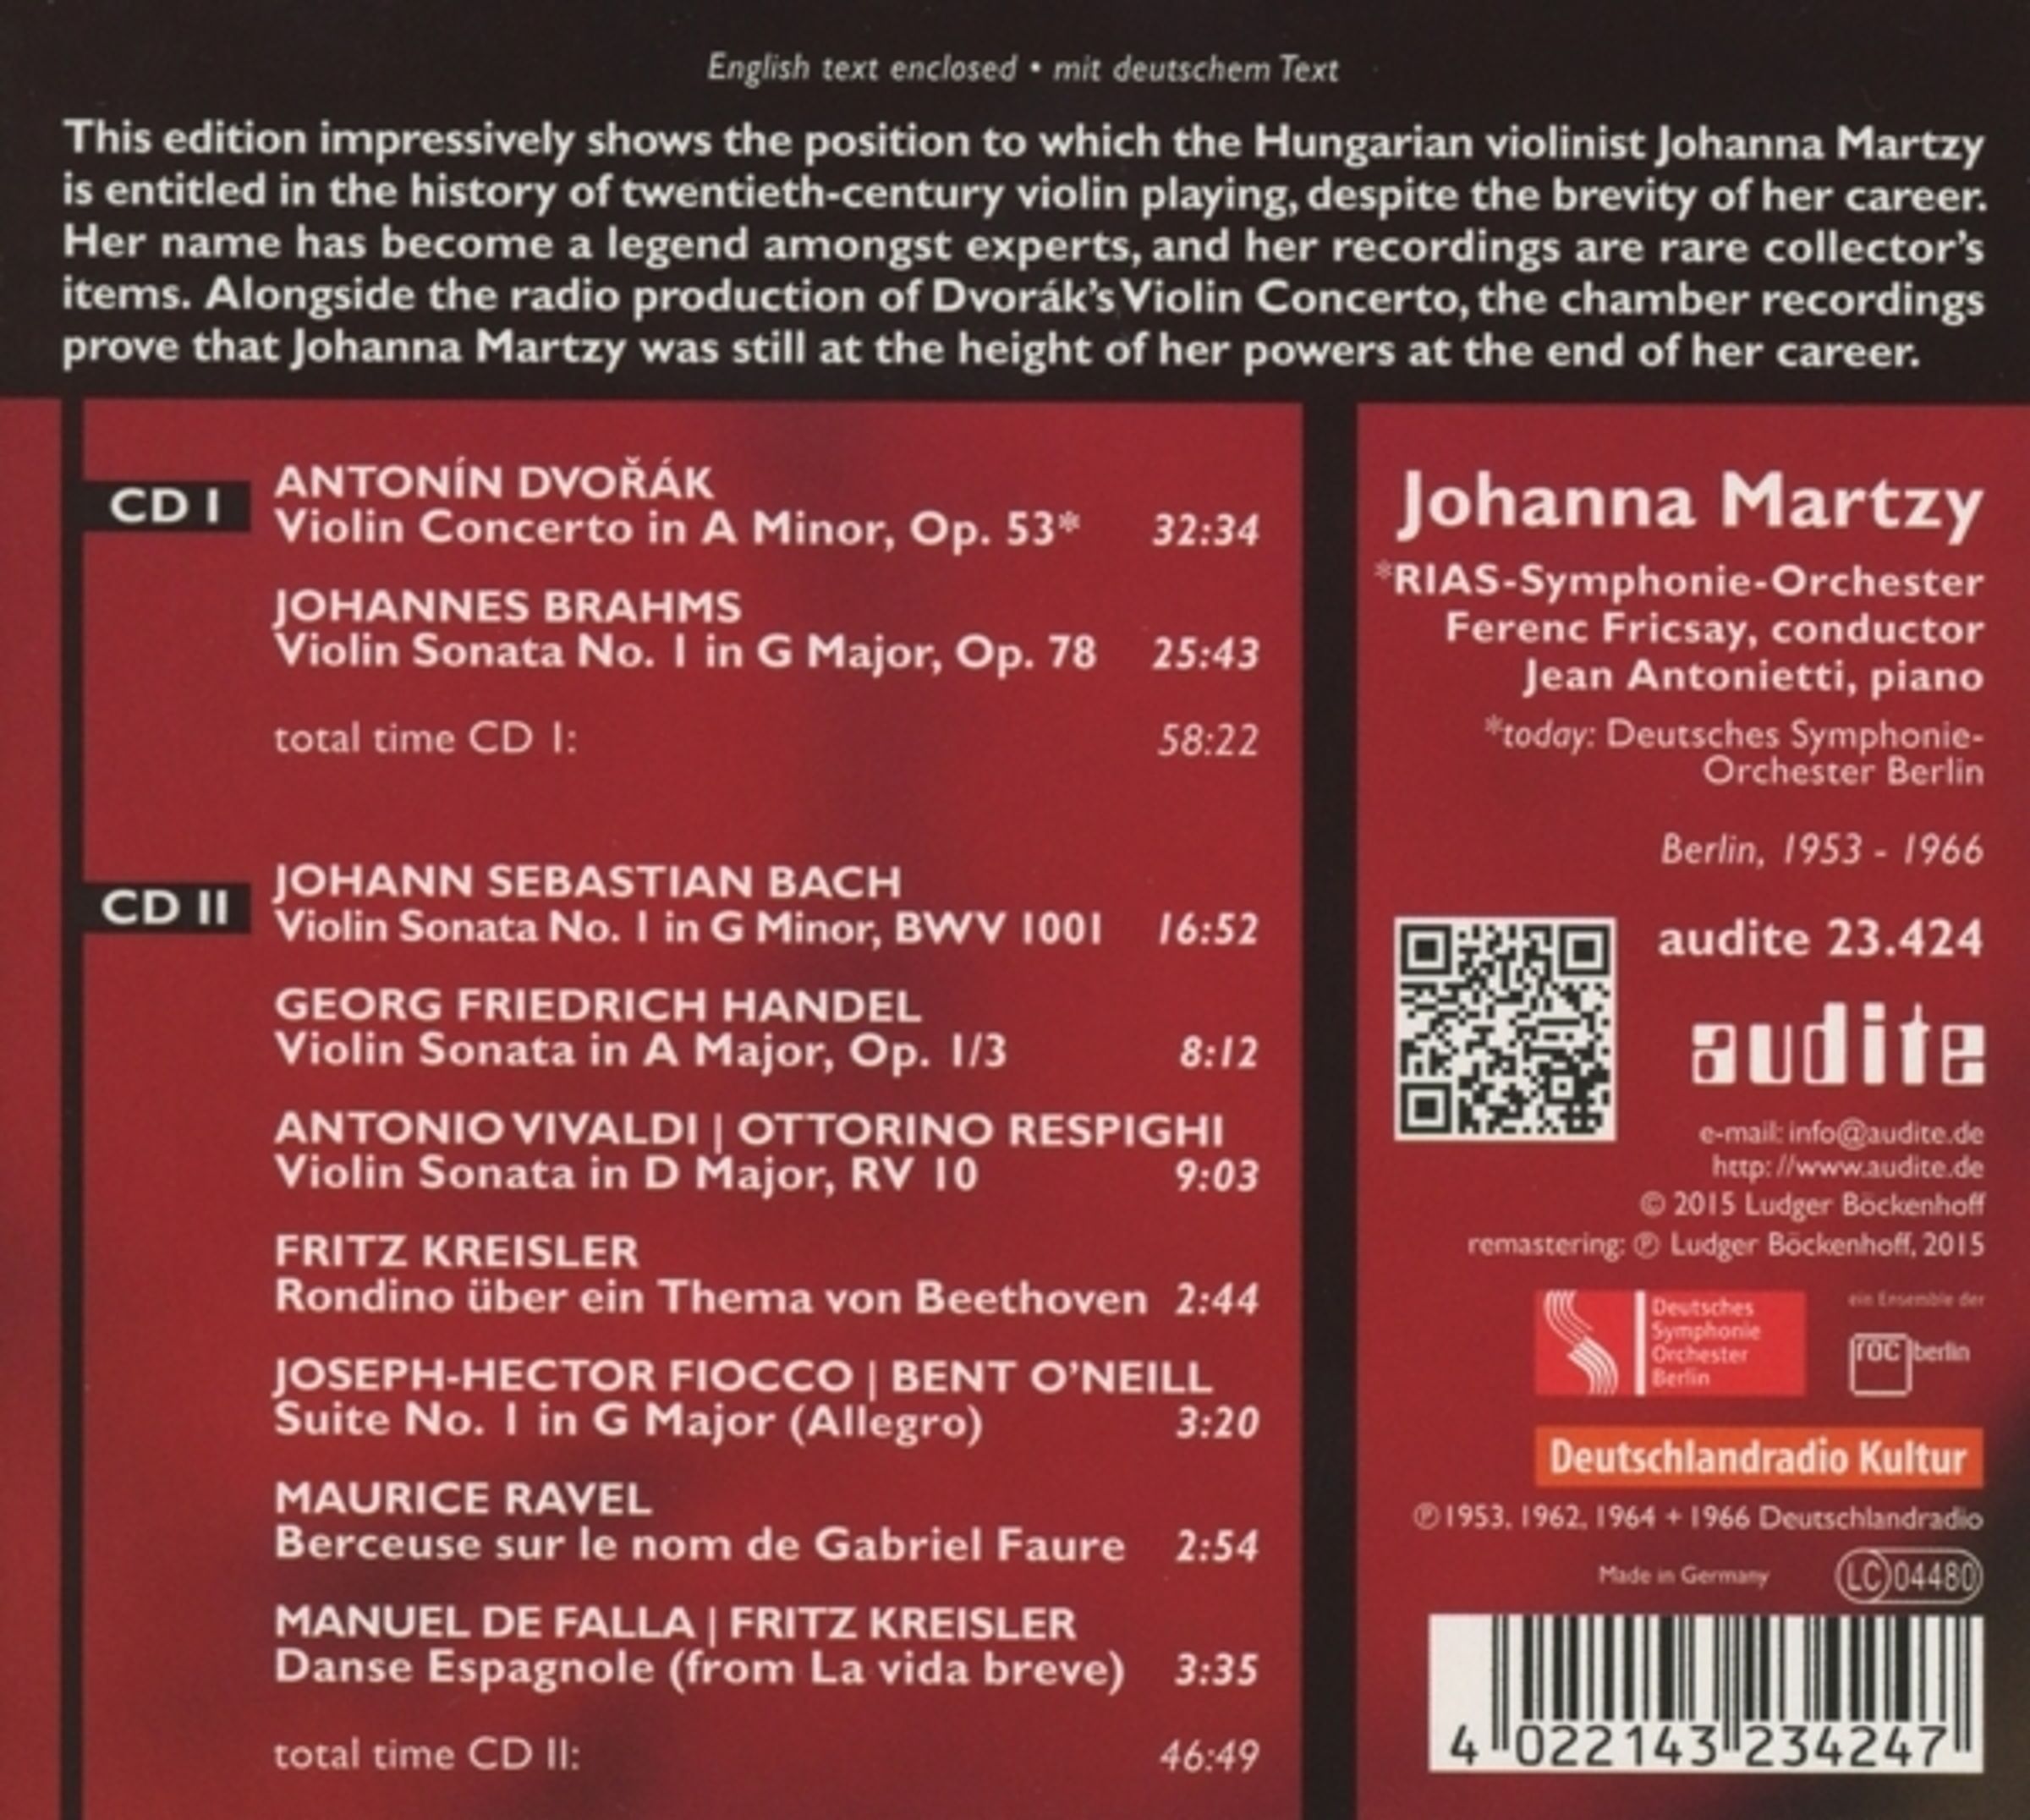 English text enclosed • mit deutschem Text
This edition impressively shows the position to which the Hungarian violinist Johanna Martzy
is entitled in the history of twentieth-century violin playing, despite the brevity of her career.
Her name has become a legend amongst experts, and her recordings are rare collector's
items. Alongside the radio production of Dvorák's Violin Concerto, the chamber recordings
prove that Johanna Martzy was still at the height of her powers at the end of her career.
CD I
ANTONÍN DVOŘÁK
Violin Concerto in A Minor, Op. 53* 32:34
JOHANNES BRAHMS
Violin Sonata No. 1 in G Major, Op. 78 25:43
total time CD I: 58:22
CD II
JOHANN SEBASTIAN BACH
Violin Sonata No. 1 in G Minor, BWV 1001 16:52
GEORG FRIEDRICH HANDEL
Violin Sonata in A Major, Op. 1/3 8:12
ANTONIO VIVALDI | OTTORINO RESPIGHI
Violin Sonata in D Major, RV 10 9:03
FRITZ KREISLER
Rondino über ein Thema von Beethoven 2:44
JOSEPH-HECTOR FIOCCO | BENT O'NEILL
Suite No. 1 in G Major (Allegro) 3:20
MAURICE RAVEL
Berceuse sur le nom de Gabriel Faure 2:54
MANUEL DE FALLA | FRITZ KREISLER
Danse Espagnole (from La vida breve) 3:35
total time CD II: 46:49
Johanna Martzy
*RIAS-Symphonie-Orchester
Ferenc Fricsay, conductor
Jean Antonietti, piano
*today: Deutsches Symphonie-
Orchester Berlin
Berlin, 1953 - 1966
audite 23.424
audite
e-mail: info@audite.de
http://www.audite.de
© 2015 Ludger Böckenhoff
remastering: ℗ Ludger Böckenhoff, 2015
Deutsches
Symphonie
Orchester
Berlin
ein Ensemble der
roc berlin
Deutschlandradio Kultur
℗ 1953, 1962, 1964 + 1966 Deutschlandradio
Made in Germany
LC 04480
4 022143 234247